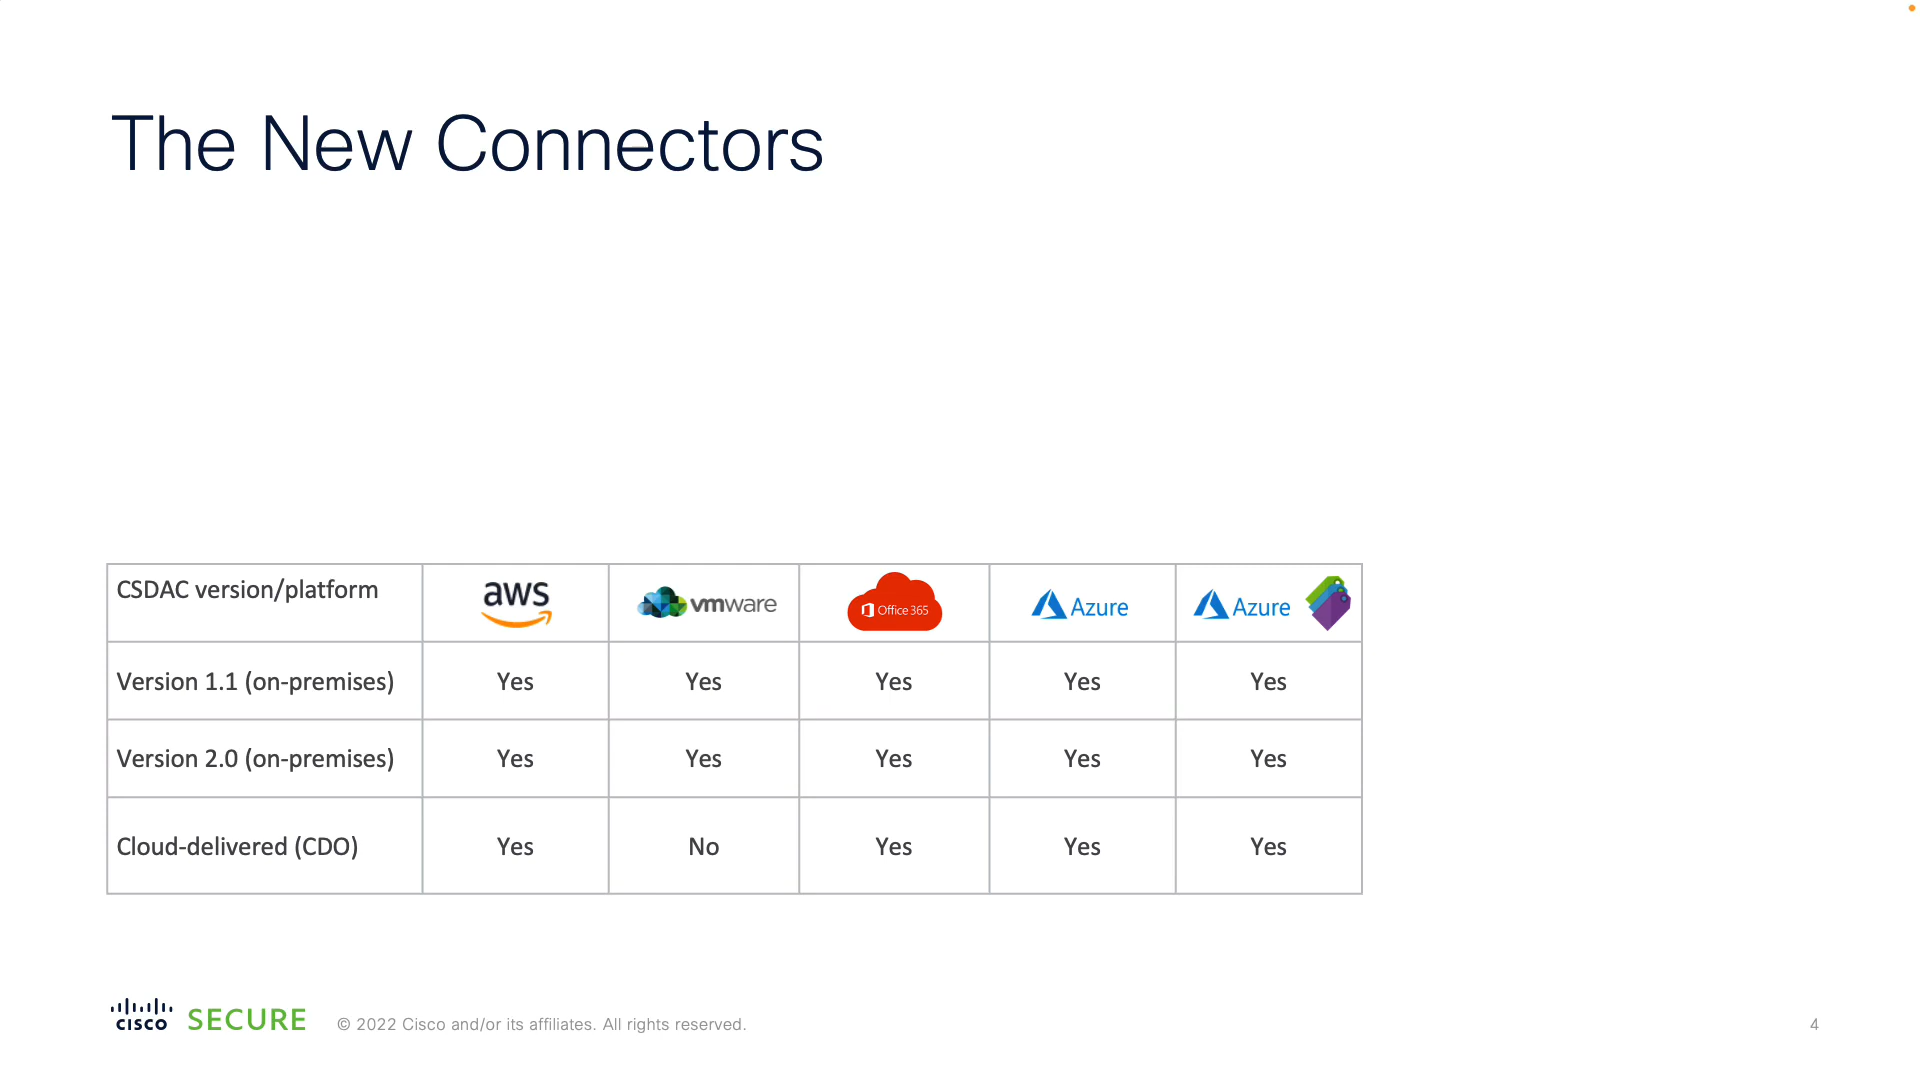 The New Connectors
CSDAC version/platform aws vmware Office 365 Azure Azure
Version 1.1 (on-premises) Yes Yes Yes Yes Yes
Version 2.0 (on-premises) Yes Yes Yes Yes Yes
Cloud-delivered (CDO) Yes No Yes Yes Yes
cisco SECURE © 2022 Cisco and/or its affiliates. All rights reserved. 4